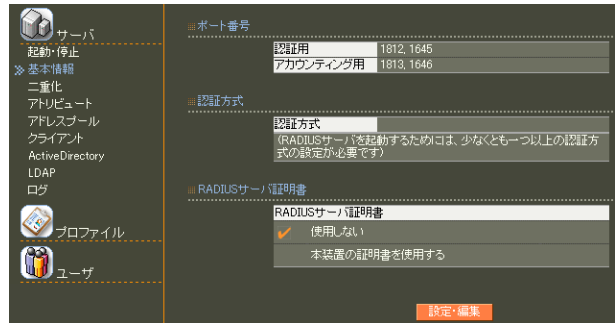 サーバ
起動・停止
基本情報
二重化
アトリビュート
アドレスプール
クライアント
ActiveDirectory
LDAP
ログ
プロファイル
ユーザ
ポート番号
認証用 1812, 1645
アカウンティング用 1813, 1646
認証方式
認証方式
(RADIUSサーバを起動するためには、少なくとも一つ以上の認証方
式の設定が必要です)
RADIUSサーバ証明書
RADIUSサーバ証明書
使用しない
本装置の証明書を使用する
設定・編集